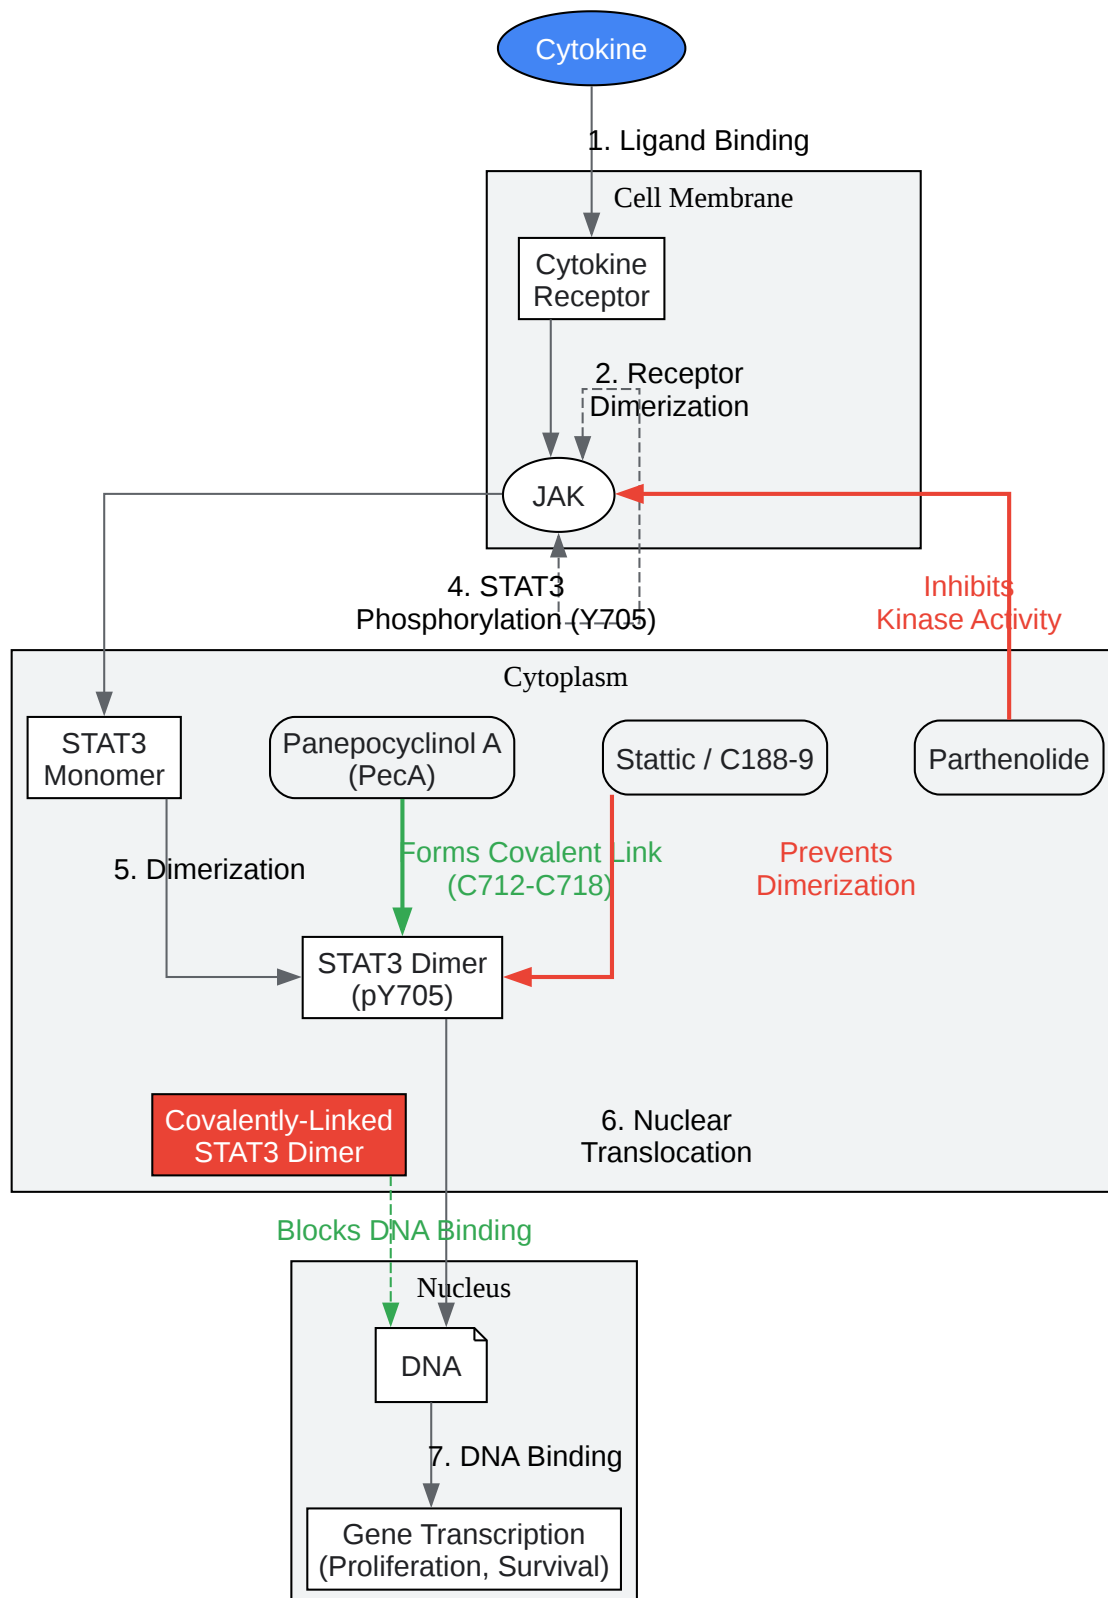 Cytokine
1. Ligand Binding
Cell Membrane
Cytokine
Receptor
2. Receptor
Dimerization
JAK
4. STAT3
Phosphorylation (Y705)
Inhibits
Kinase Activity
Cytoplasm
STAT3
Monomer
Panepocyclinol A
(PecA)
Stattic / C188-9
Parthenolide
5. Dimerization
Forms Covalent Link
(C712-C718)
Prevents
Dimerization
STAT3 Dimer
(pY705)
Covalently-Linked
STAT3 Dimer
6. Nuclear
Translocation
Blocks DNA Binding
Nucleus
DNA
7. DNA Binding
Gene Transcription
(Proliferation, Survival)